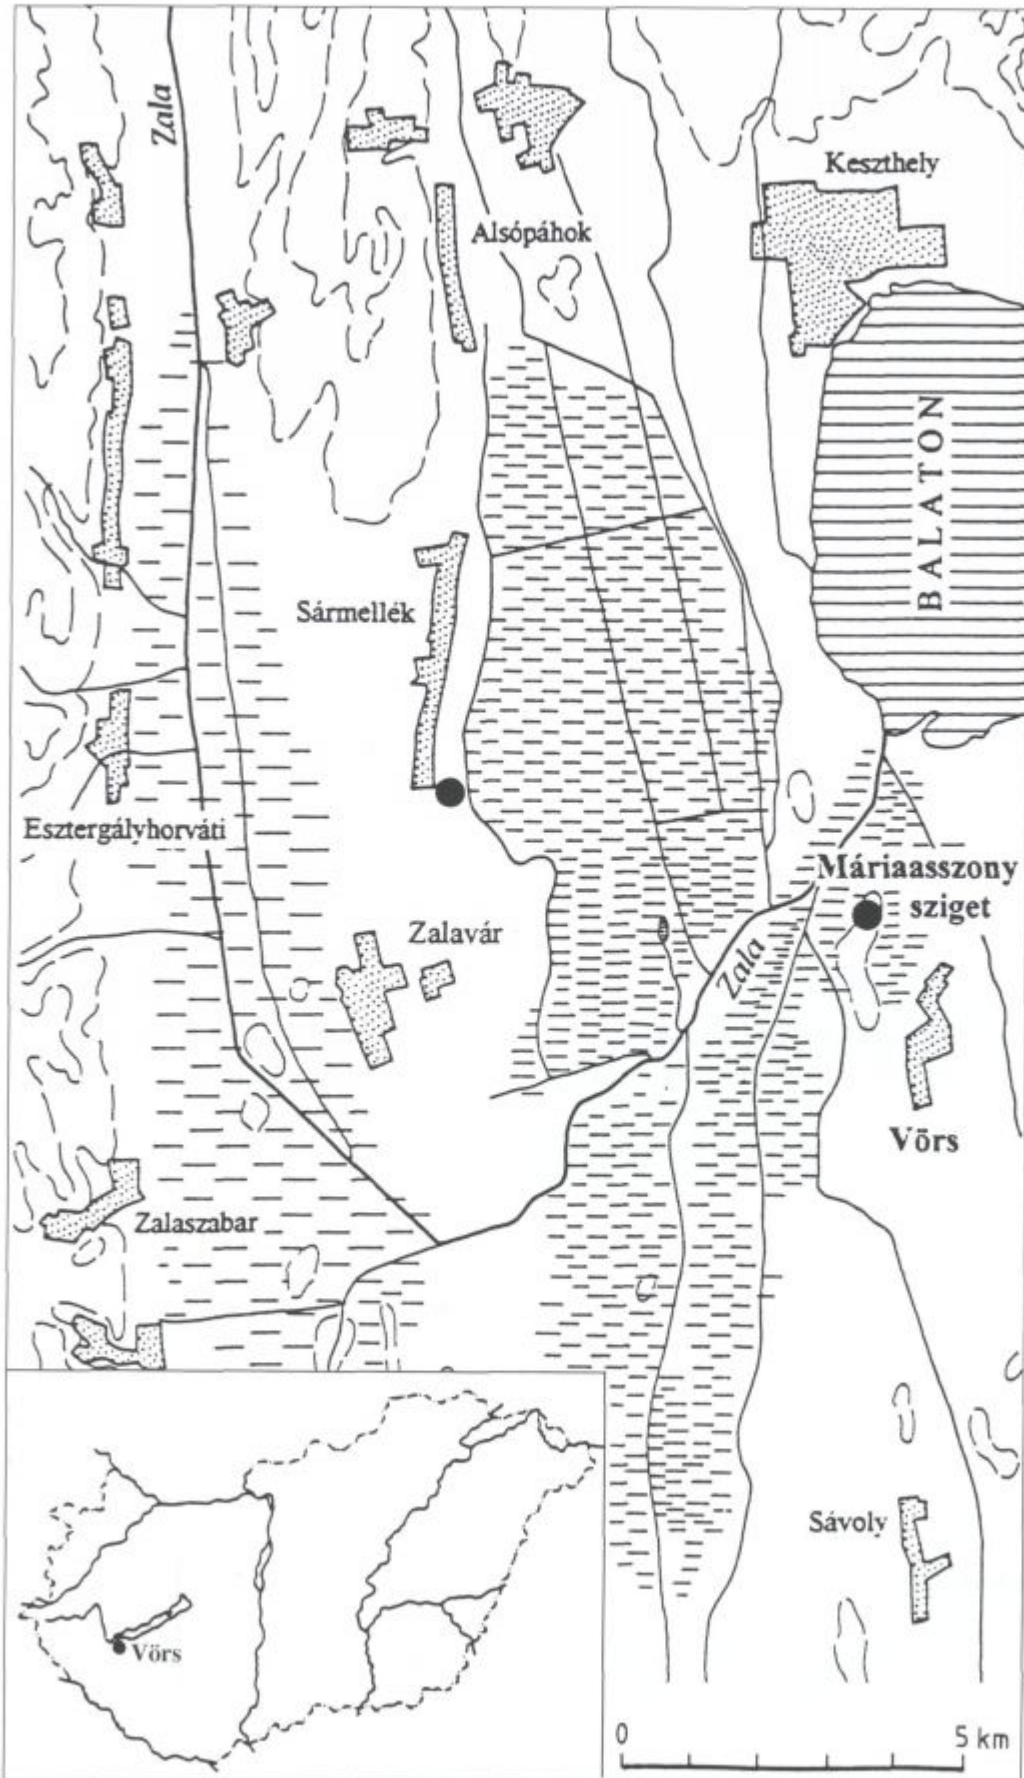 Zala
Keszthely
Alsópáhok
BALATON
Sármellék
Esztergályhorváti
Máriaasszony
sziget
Zalavár
Zala
Vörs
Zalaszabar
Sávoly
Vörs
0 5 km